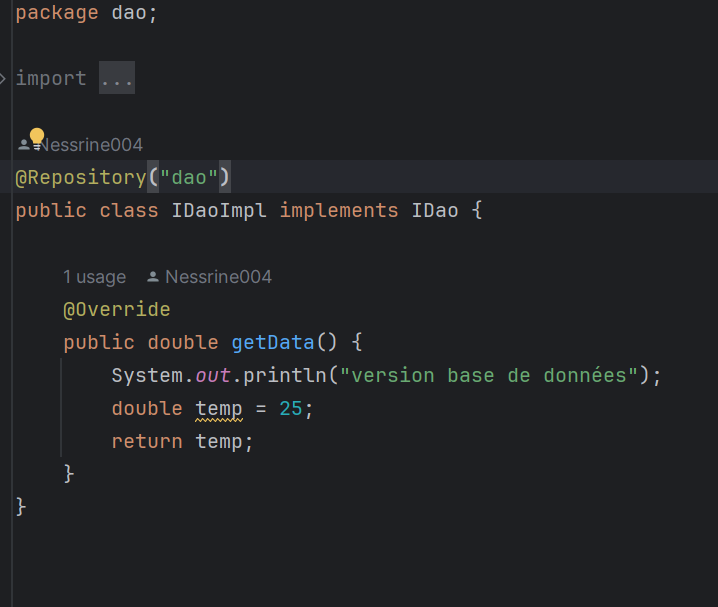 package dao;
import ...
Nessrine004
@Repository("dao")
public class IDaoImpl implements IDao {
1 usage Nessrine004
@Override
public double getData() {
System.out.println("version base de données");
double temp = 25;
return temp;
}
}